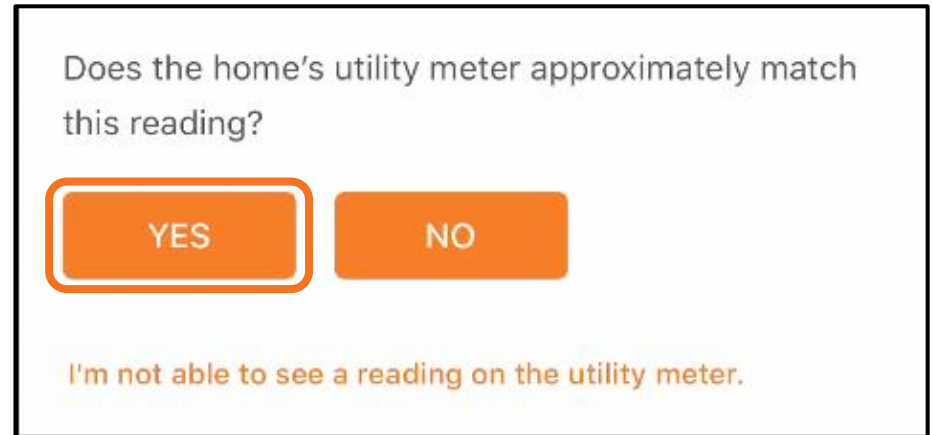 Does the home's utility meter approximately match
this reading?
YES
NO
I'm not able to see a reading on the utility meter.